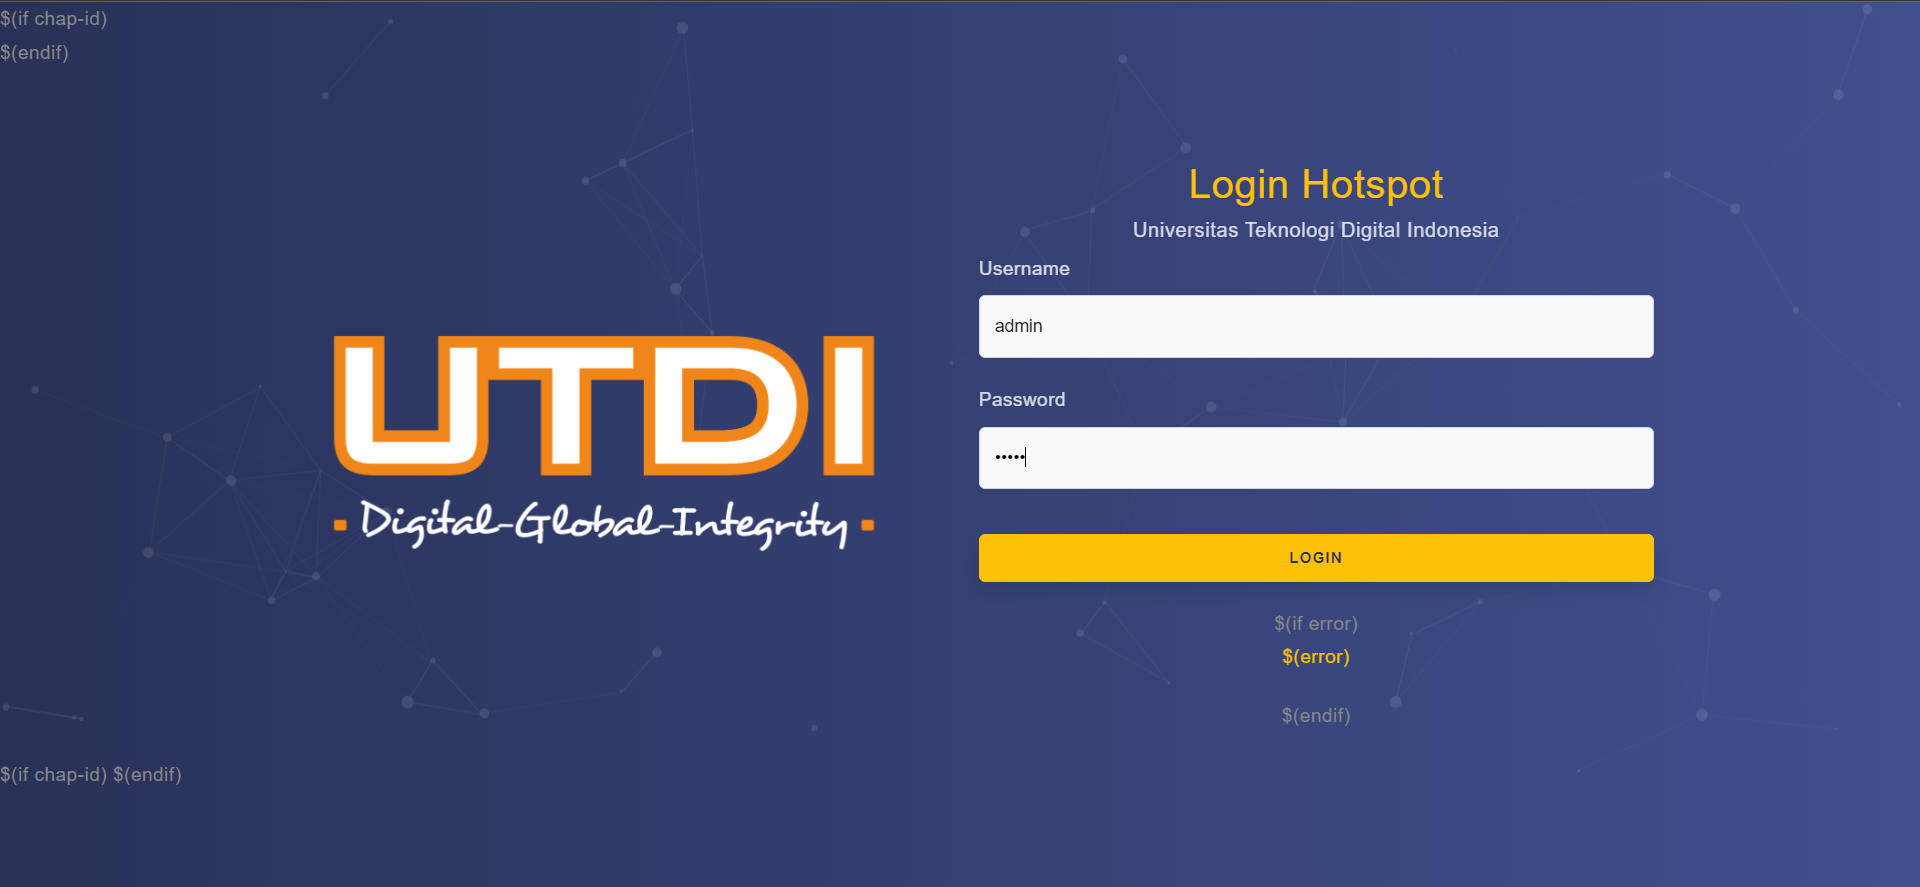 $(if chap-id)
$(endif)
UTDI
Digital-Global-Integrity
Login Hotspot
Universitas Teknologi Digital Indonesia
Username
admin
Password
•••••
LOGIN
$(if error)
$(error)
$(endif)
$(if chap-id) $(endif)